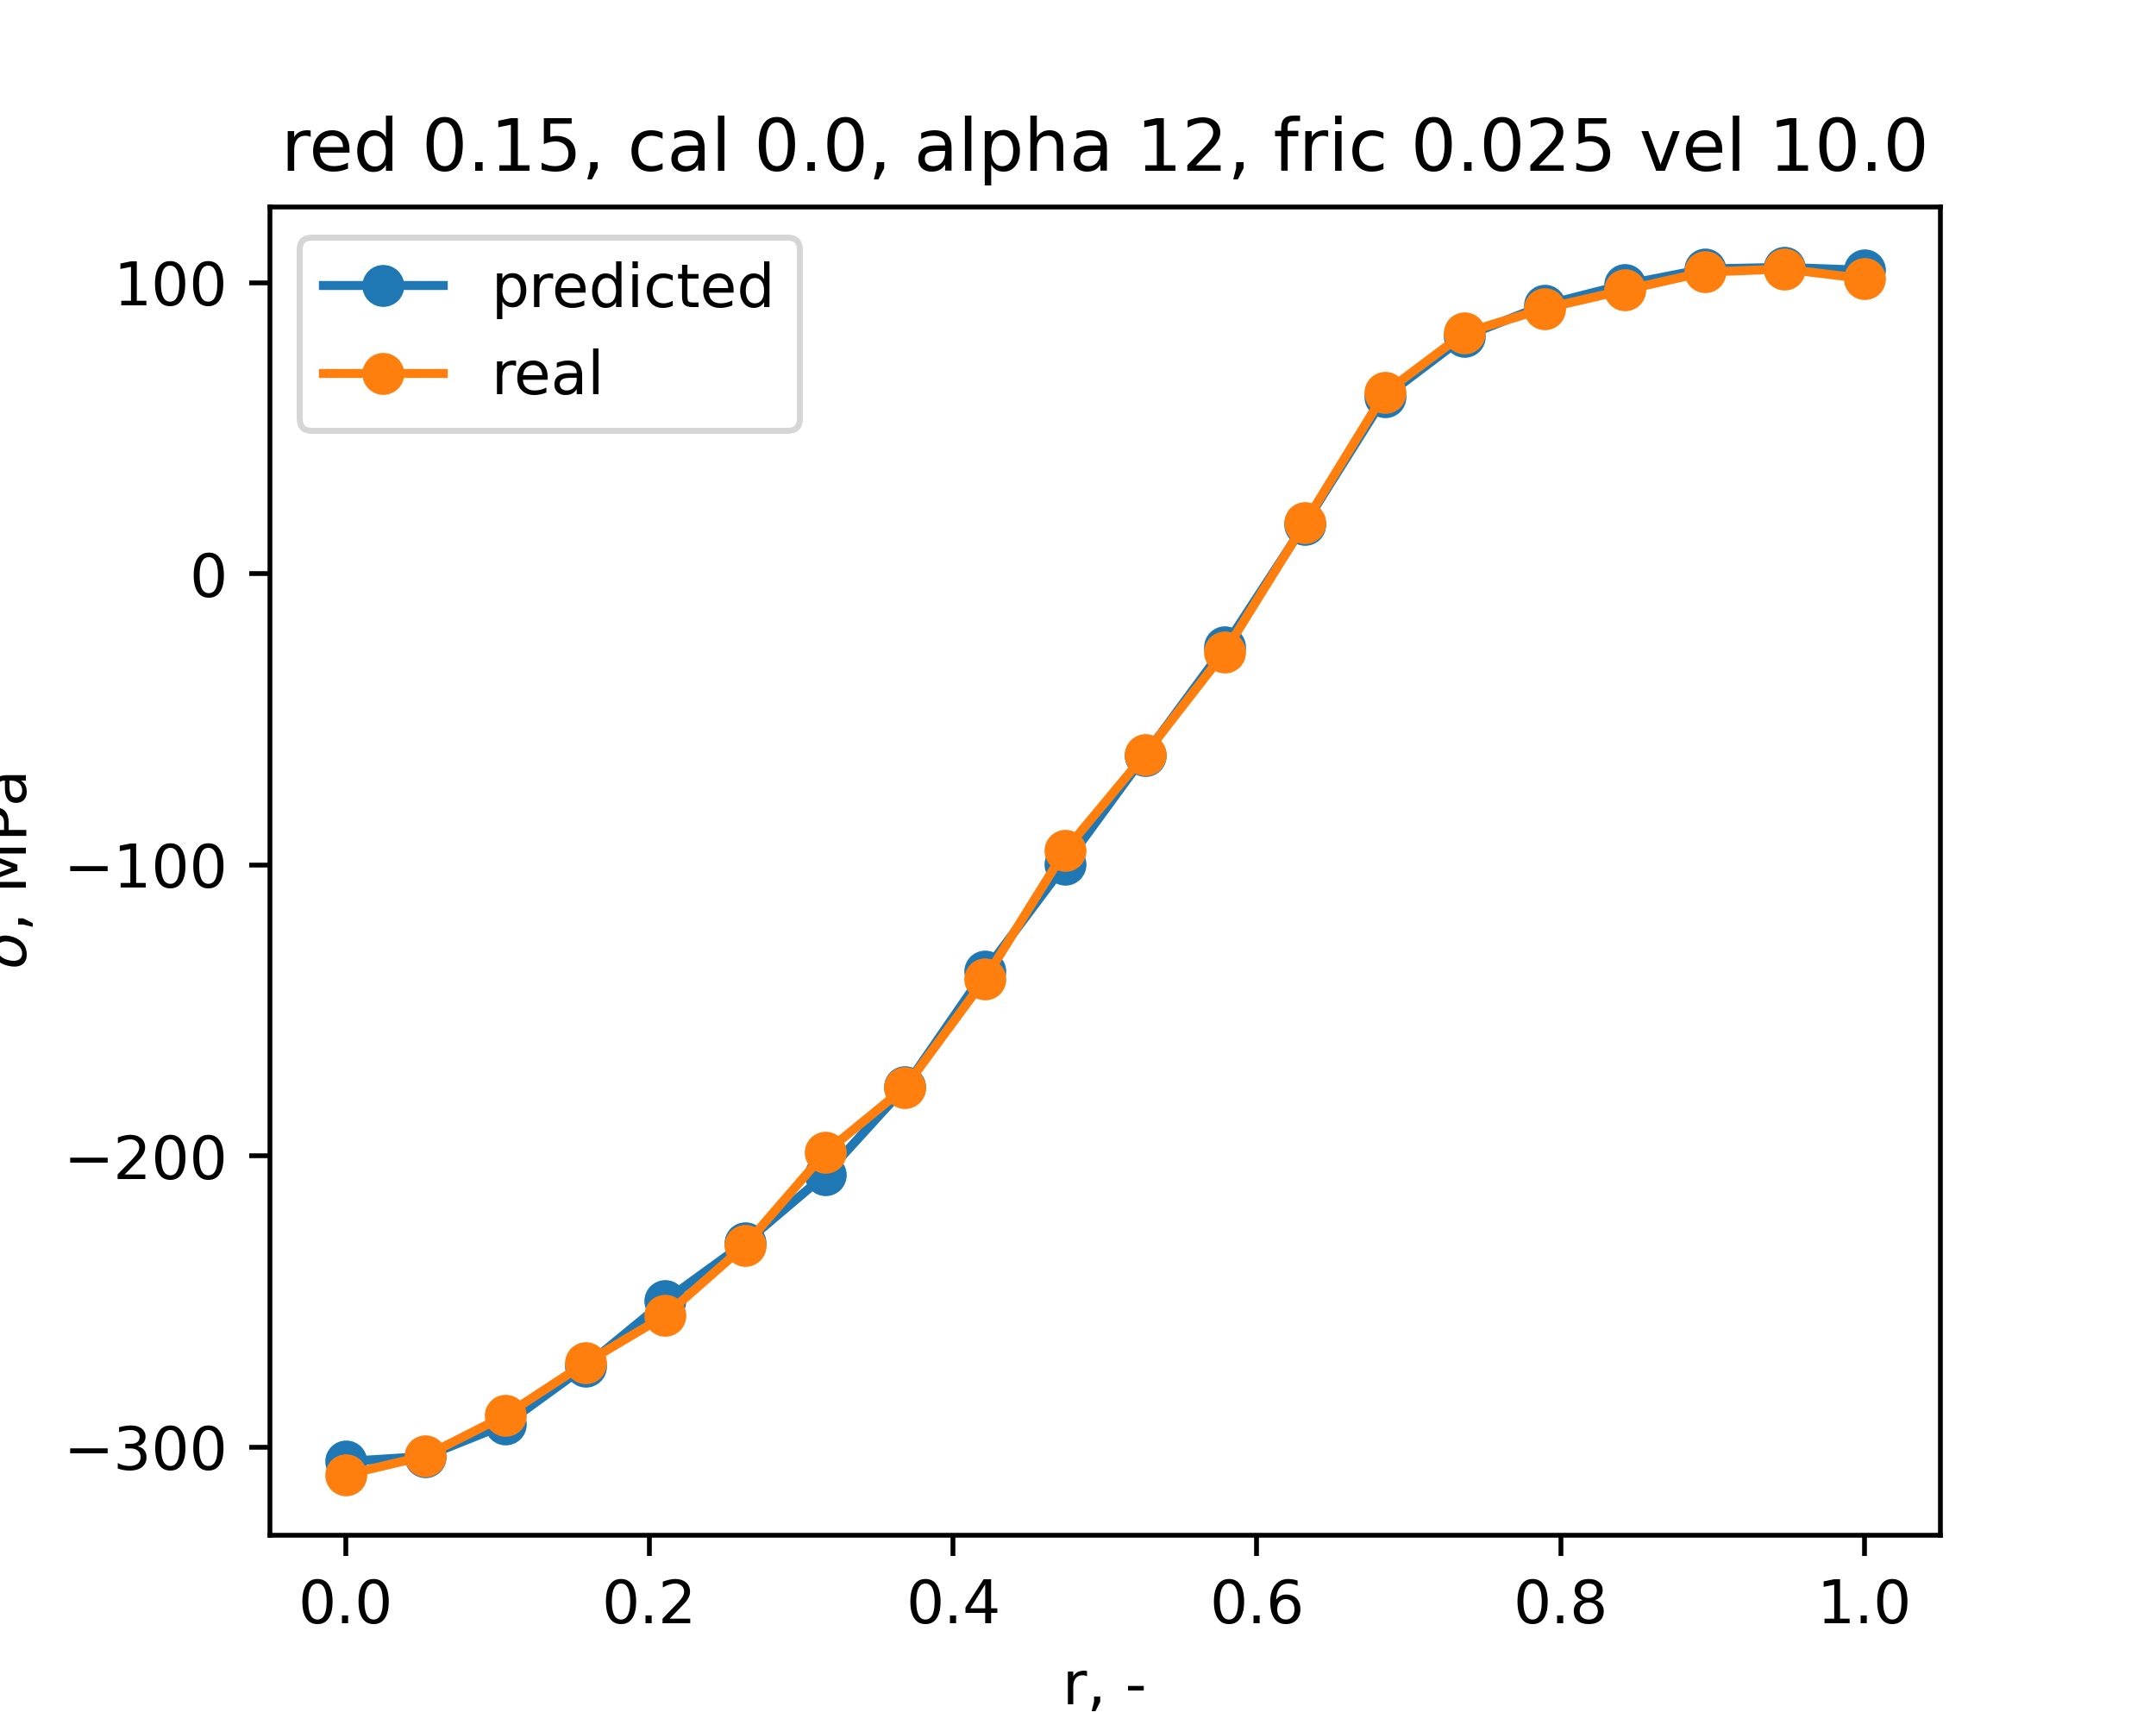 red 0.15, cal 0.0, alpha 12, fric 0.025 vel 10.0
predicted
real
100
0
−100
−200
−300
σ, MPa
0.0 0.2 0.4 0.6 0.8 1.0
r, -